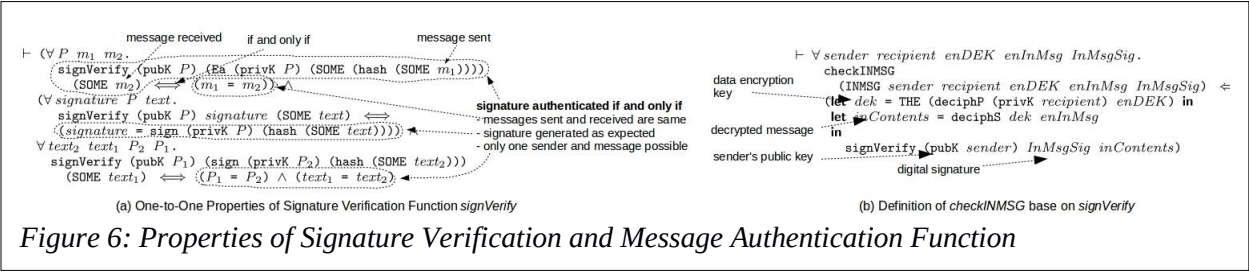 message received
if and only if
message sent
⊢ (∀ P m₁ m₂.
signVerify (pubK P) (Ea (privK P) (SOME (hash (SOME m₁))))
(SOME m₂) ⟺ (m₁ = m₂)) ∧
(∀ signature P text.
signVerify (pubK P) signature (SOME text) ⟺
(signature = sign (privK P) (hash (SOME text)))) ∧
∀ text₂ text₁ P₂ P₁.
signVerify (pubK P₁) (sign (privK P₂) (hash (SOME text₂)))
(SOME text₁) ⟺ (P₁ = P₂) ∧ (text₁ = text₂)
signature authenticated if and only if
- messages sent and received are same
- signature generated as expected
- only one sender and message possible
(a) One-to-One Properties of Signature Verification Function signVerify
⊢ ∀ sender recipient enDEK enInMsg InMsgSig.
checkINMSG
(INMSG sender recipient enDEK enInMsg InMsgSig) ⇐
(let dek = THE (deciphP (privK recipient) enDEK) in
let inContents = deciphS dek enInMsg
in
signVerify (pubK sender) InMsgSig inContents)
data encryption
key
decrypted message
sender's public key
digital signature
(b) Definition of checkINMSG base on signVerify
Figure 6: Properties of Signature Verification and Message Authentication Function